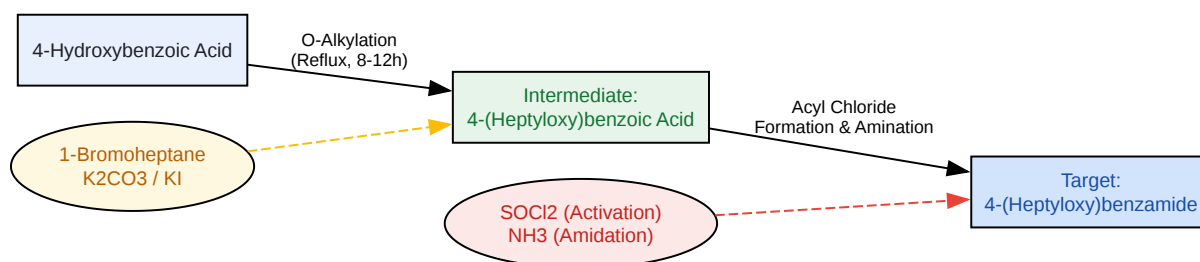 4-Hydroxybenzoic Acid
O-Alkylation
(Reflux, 8-12h)
1-Bromoheptane
K2CO3 / KI
Intermediate:
4-(Heptyloxy)benzoic Acid
Acyl Chloride
Formation & Amination
SOCl2 (Activation)
NH3 (Amidation)
Target:
4-(Heptyloxy)benzamide